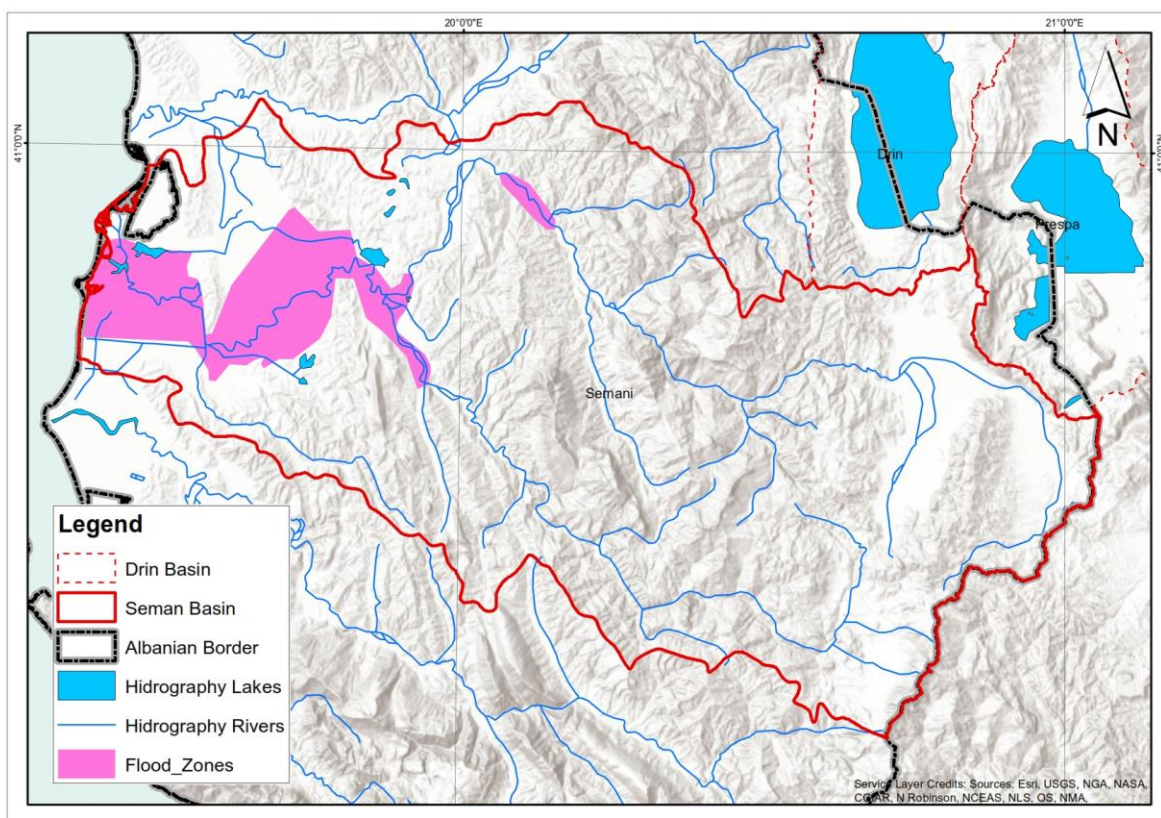 20°0'0"E
21°0'0"E
41°0'0"N
41°0'0"N
N
Drin
Prespa
Semani
Legend
Drin Basin
Seman Basin
Albanian Border
Hidrography Lakes
Hidrography Rivers
Flood_Zones
Service Layer Credits: Sources: Esri, USGS, NGA, NASA,
CGIAR, N Robinson, NCEAS, NLS, OS, NMA,